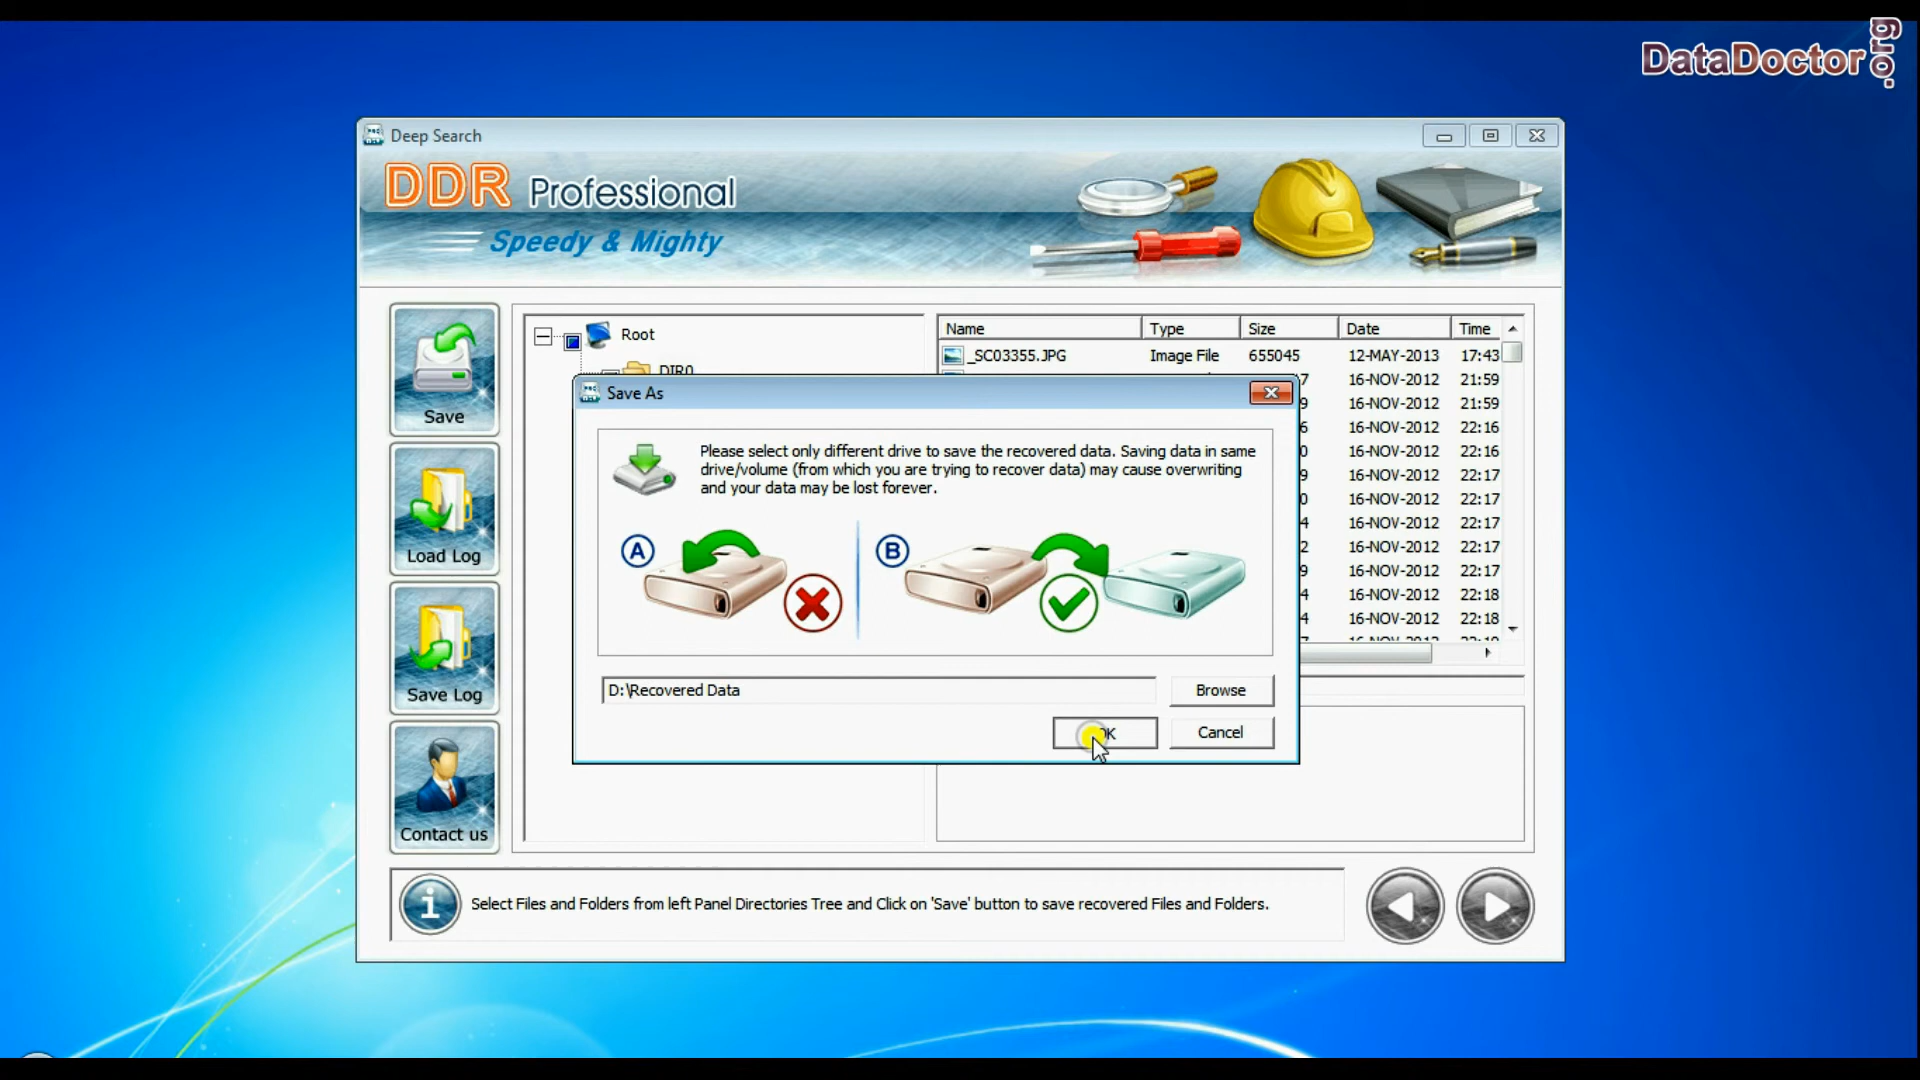 DataDoctor.org
Deep Search
DDR Professional
Speedy & Mighty
Save
Load Log
Save Log
Contact us
Root
DIR0
Name Type Size Date Time
_SC03355.JPG Image File 655045 12-MAY-2013 17:43
16-NOV-2012 21:59
16-NOV-2012 21:59
16-NOV-2012 22:16
16-NOV-2012 22:16
16-NOV-2012 22:17
16-NOV-2012 22:17
16-NOV-2012 22:17
16-NOV-2012 22:17
16-NOV-2012 22:17
16-NOV-2012 22:18
16-NOV-2012 22:18
Save As
Please select only different drive to save the recovered data. Saving data in same
drive/volume (from which you are trying to recover data) may cause overwriting
and your data may be lost forever.
A
B
D:\Recovered Data
Browse
OK
Cancel
Select Files and Folders from left Panel Directories Tree and Click on 'Save' button to save recovered Files and Folders.